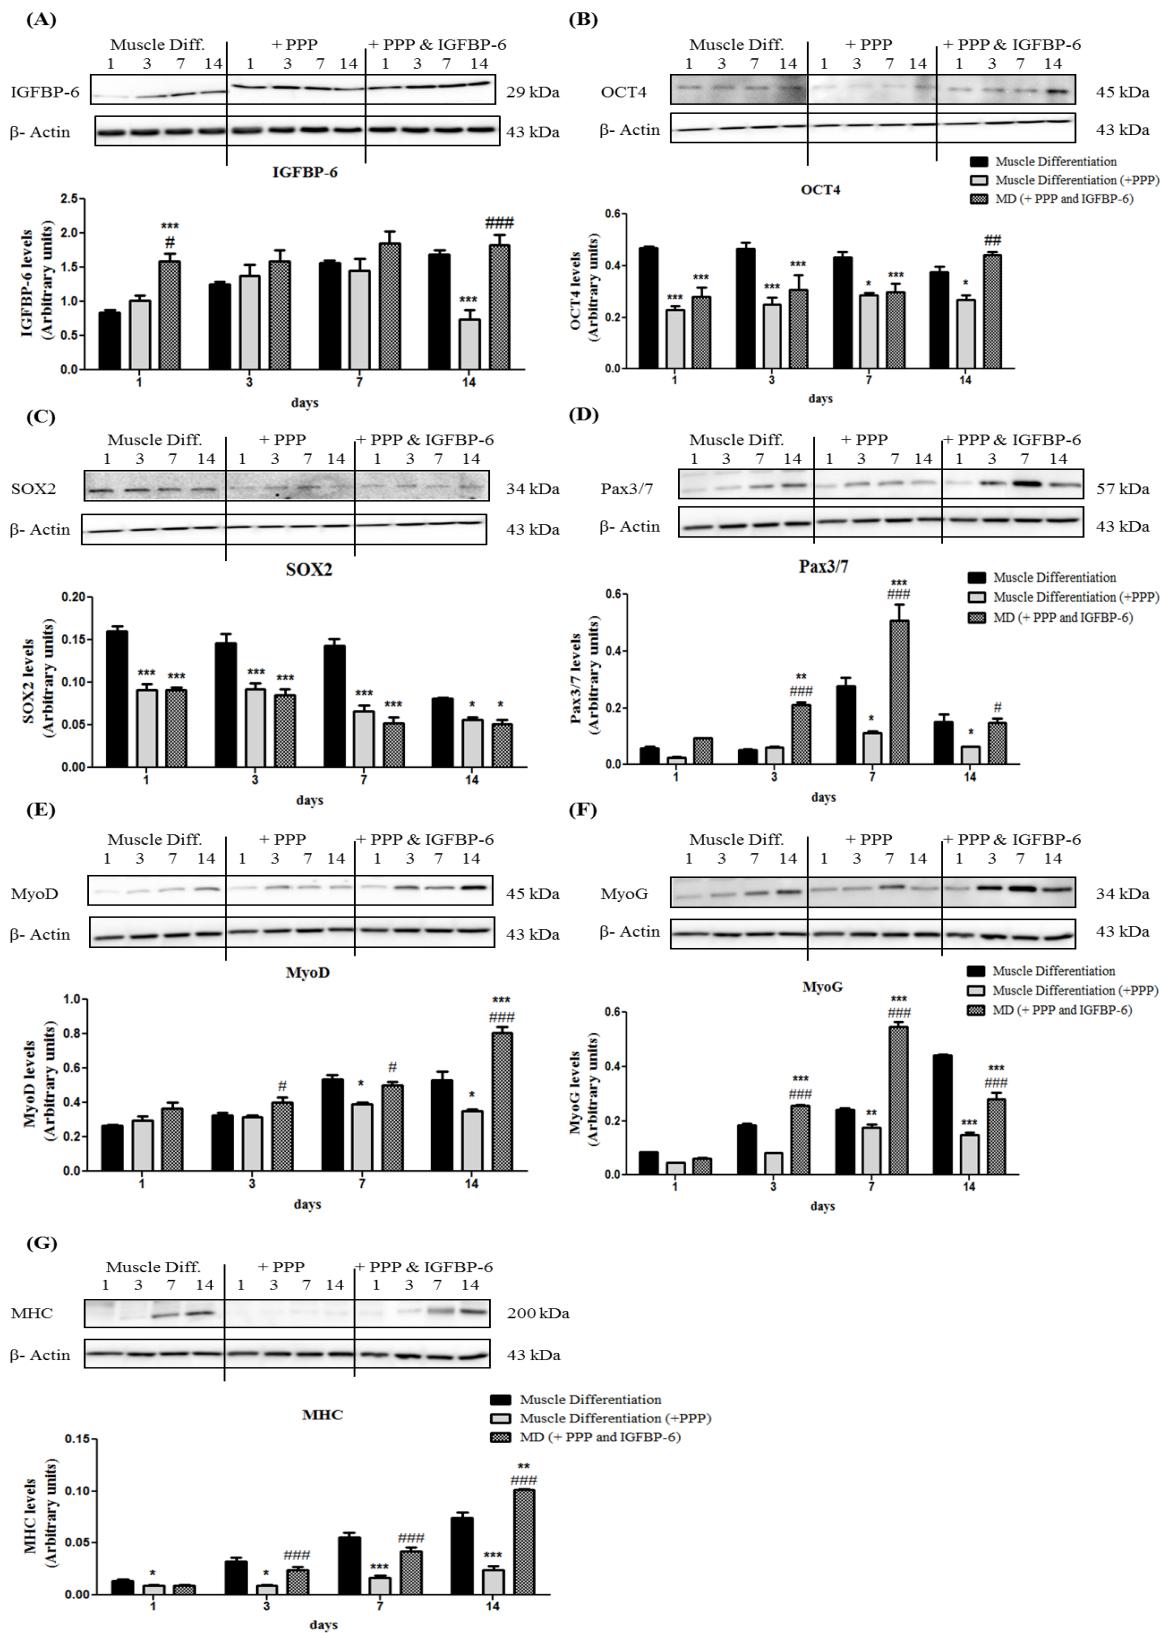 (A)
Muscle Diff. + PPP + PPP & IGFBP-6
1 3 7 14 1 3 7 14 1 3 7 14
IGFBP-6 29 kDa
β- Actin 43 kDa
IGFBP-6
IGFBP-6 levels
(Arbitrary units)
2.5
2.0
1.5
1.0
0.5
0.0
***
#
***
###
1 3 7 14
days
(B)
Muscle Diff. + PPP + PPP & IGFBP-6
1 3 7 14 1 3 7 14 1 3 7 14
OCT4 45 kDa
β- Actin 43 kDa
Muscle Differentiation
Muscle Differentiation (+PPP)
MD (+ PPP and IGFBP-6)
OCT4
OCT4 levels
(Arbitrary units)
0.6
0.4
0.2
0.0
*** *** *** *** * *** * ##
1 3 7 14
days
(C)
Muscle Diff. + PPP + PPP & IGFBP-6
1 3 7 14 1 3 7 14 1 3 7 14
SOX2 34 kDa
β- Actin 43 kDa
SOX2
SOX2 levels
(Arbitrary units)
0.20
0.15
0.10
0.05
0.00
*** *** *** *** *** *** * *
1 3 7 14
days
(D)
Muscle Diff. + PPP + PPP & IGFBP-6
1 3 7 14 1 3 7 14 1 3 7 14
Pax3/7 57 kDa
β- Actin 43 kDa
Pax3/7
Muscle Differentiation
Muscle Differentiation (+PPP)
MD (+ PPP and IGFBP-6)
Pax3/7 levels
(Arbitrary units)
0.6
0.4
0.2
0.0
**
###
*
***
###
*
#
1 3 7 14
days
(E)
Muscle Diff. + PPP + PPP & IGFBP-6
1 3 7 14 1 3 7 14 1 3 7 14
MyoD 45 kDa
β- Actin 43 kDa
MyoD
MyoD levels
(Arbitrary units)
1.0
0.8
0.6
0.4
0.2
0.0
#
*
#
*
***
###
1 3 7 14
days
(F)
Muscle Diff. + PPP + PPP & IGFBP-6
1 3 7 14 1 3 7 14 1 3 7 14
MyoG 34 kDa
β- Actin 43 kDa
Muscle Differentiation
Muscle Differentiation (+PPP)
MD (+ PPP and IGFBP-6)
MyoG
MyoG levels
(Arbitrary units)
0.6
0.4
0.2
0.0
***
###
**
***
###
***
***
###
1 3 7 14
days
(G)
Muscle Diff. + PPP + PPP & IGFBP-6
1 3 7 14 1 3 7 14 1 3 7 14
MHC 200 kDa
β- Actin 43 kDa
Muscle Differentiation
Muscle Differentiation (+PPP)
MD (+ PPP and IGFBP-6)
MHC
MHC levels
(Arbitrary units)
0.15
0.10
0.05
0.00
*
*
###
***
###
***
**
###
1 3 7 14
days